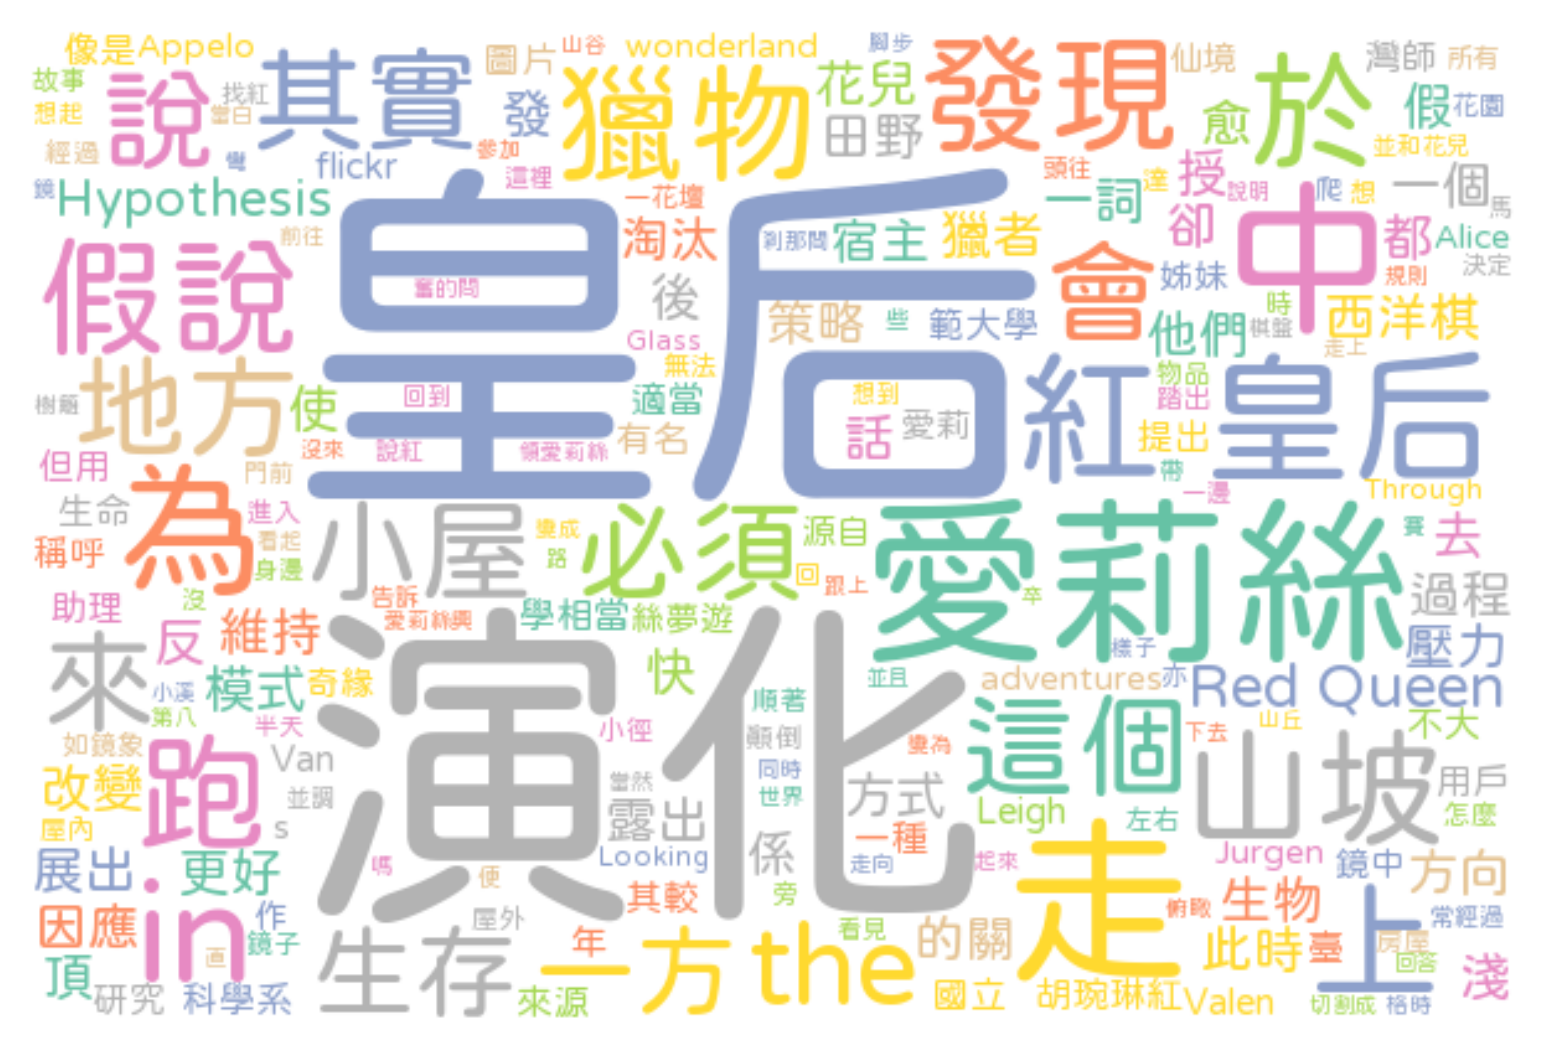 像是 Appelo 山谷 wonderland 腳步 仙境 灣師 所有
故事 說 找紅 其實 圖片 獵物 花兒 發現 於
想起 當白 發 田野 愈 假 花園
經過 彎 flickr 參加 並和花兒
鏡 Hypothesis 這裡 一花壇 頭往 一詞 達 授 說明 爬 想 一個 馬
前往 皇后 淘汰 剎那間 宿主 獵者 卻 中 都 Alice
假說 奮的問 後 會 姊妹 規則 決定
策略 些 範大學 他們 時 棋盤 西洋棋
Glass 走上
地方 使 回到 無法 適當 想到 紅 物品 皇后
樹籬 話 愛莉 踏出
但用 沒來 說紅 領愛莉絲 有名 提出
門前 帶 Through
生命 為 進入 小屋 變成 必須 源自 愛莉絲 一邊 賽 去
稱呼 看起 身邊 路 回 跟上
助理 沒 告訴 卒 過程
反 維持 愛莉絲興 學相當 絲夢遊 樣子 壓力
來 小溪 模式 奇緣 演化 快 並且 adventures 亦 Red Queen
第八 半天 小徑 順著 這個 山丘 不大
如鏡象 顛倒 變為 下去
改變 跑 Van 當然 同時 方式 山坡 用戶
屋內 並調 s 露出 世界 Leigh 左右 怎麼
展出 更好 嗎 Looking 係 一種 走向 起來 Jurgen 鏡中 方向
因應 in 作 便 其較 旁 走 俯瞰 生物 上 常經過
鏡子 屋外 年 看見 的關 此時 臺 房屋
頂 直 生存 一方 the 回答 淺
研究 科學系 來源 國立 胡琬琳紅 Valen 切割成 格時